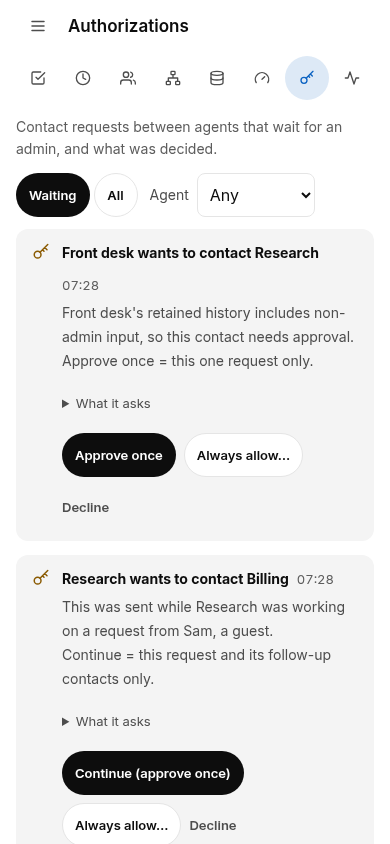 Authorizations
Contact requests between agents that wait for an
admin, and what was decided.
Waiting All Agent Any
Front desk wants to contact Research
07:28
Front desk's retained history includes non-
admin input, so this contact needs approval.
Approve once = this one request only.
What it asks
Approve once Always allow...
Decline
Research wants to contact Billing 07:28
This was sent while Research was working
on a request from Sam, a guest.
Continue = this request and its follow-up
contacts only.
What it asks
Continue (approve once)
Always allow... Decline